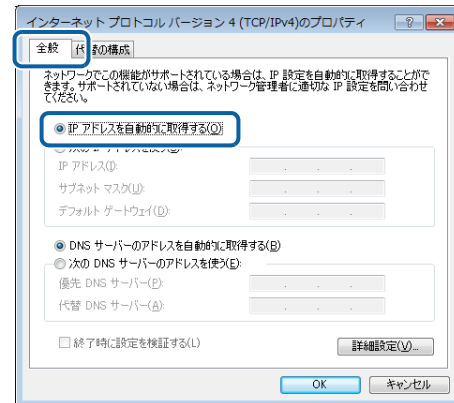 インターネット プロトコル バージョン 4 (TCP/IPv4)のプロパティ
全般
代替の構成
ネットワークでこの機能がサポートされている場合は、IP 設定を自動的に取得することがで
きます。サポートされていない場合は、ネットワーク管理者に適切な IP 設定を問い合わせ
てください。
IP アドレスを自動的に取得する(O)
IP アドレス(I):
サブネット マスク(U):
デフォルト ゲートウェイ(D):
DNS サーバーのアドレスを自動的に取得する(B)
次の DNS サーバーのアドレスを使う(E):
優先 DNS サーバー(P):
代替 DNS サーバー(A):
終了時に設定を検証する(L)
詳細設定(V)...
OK
キャンセル